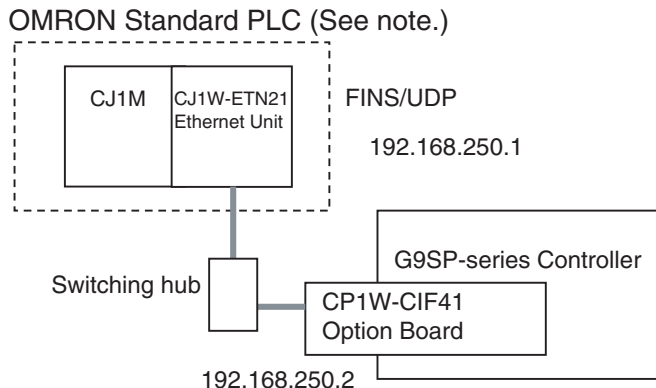 OMRON Standard PLC (See note.)
CJ1M
CJ1W-ETN21
Ethernet Unit
FINS/UDP
192.168.250.1
G9SP-series Controller
Switching hub
CP1W-CIF41
Option Board
192.168.250.2